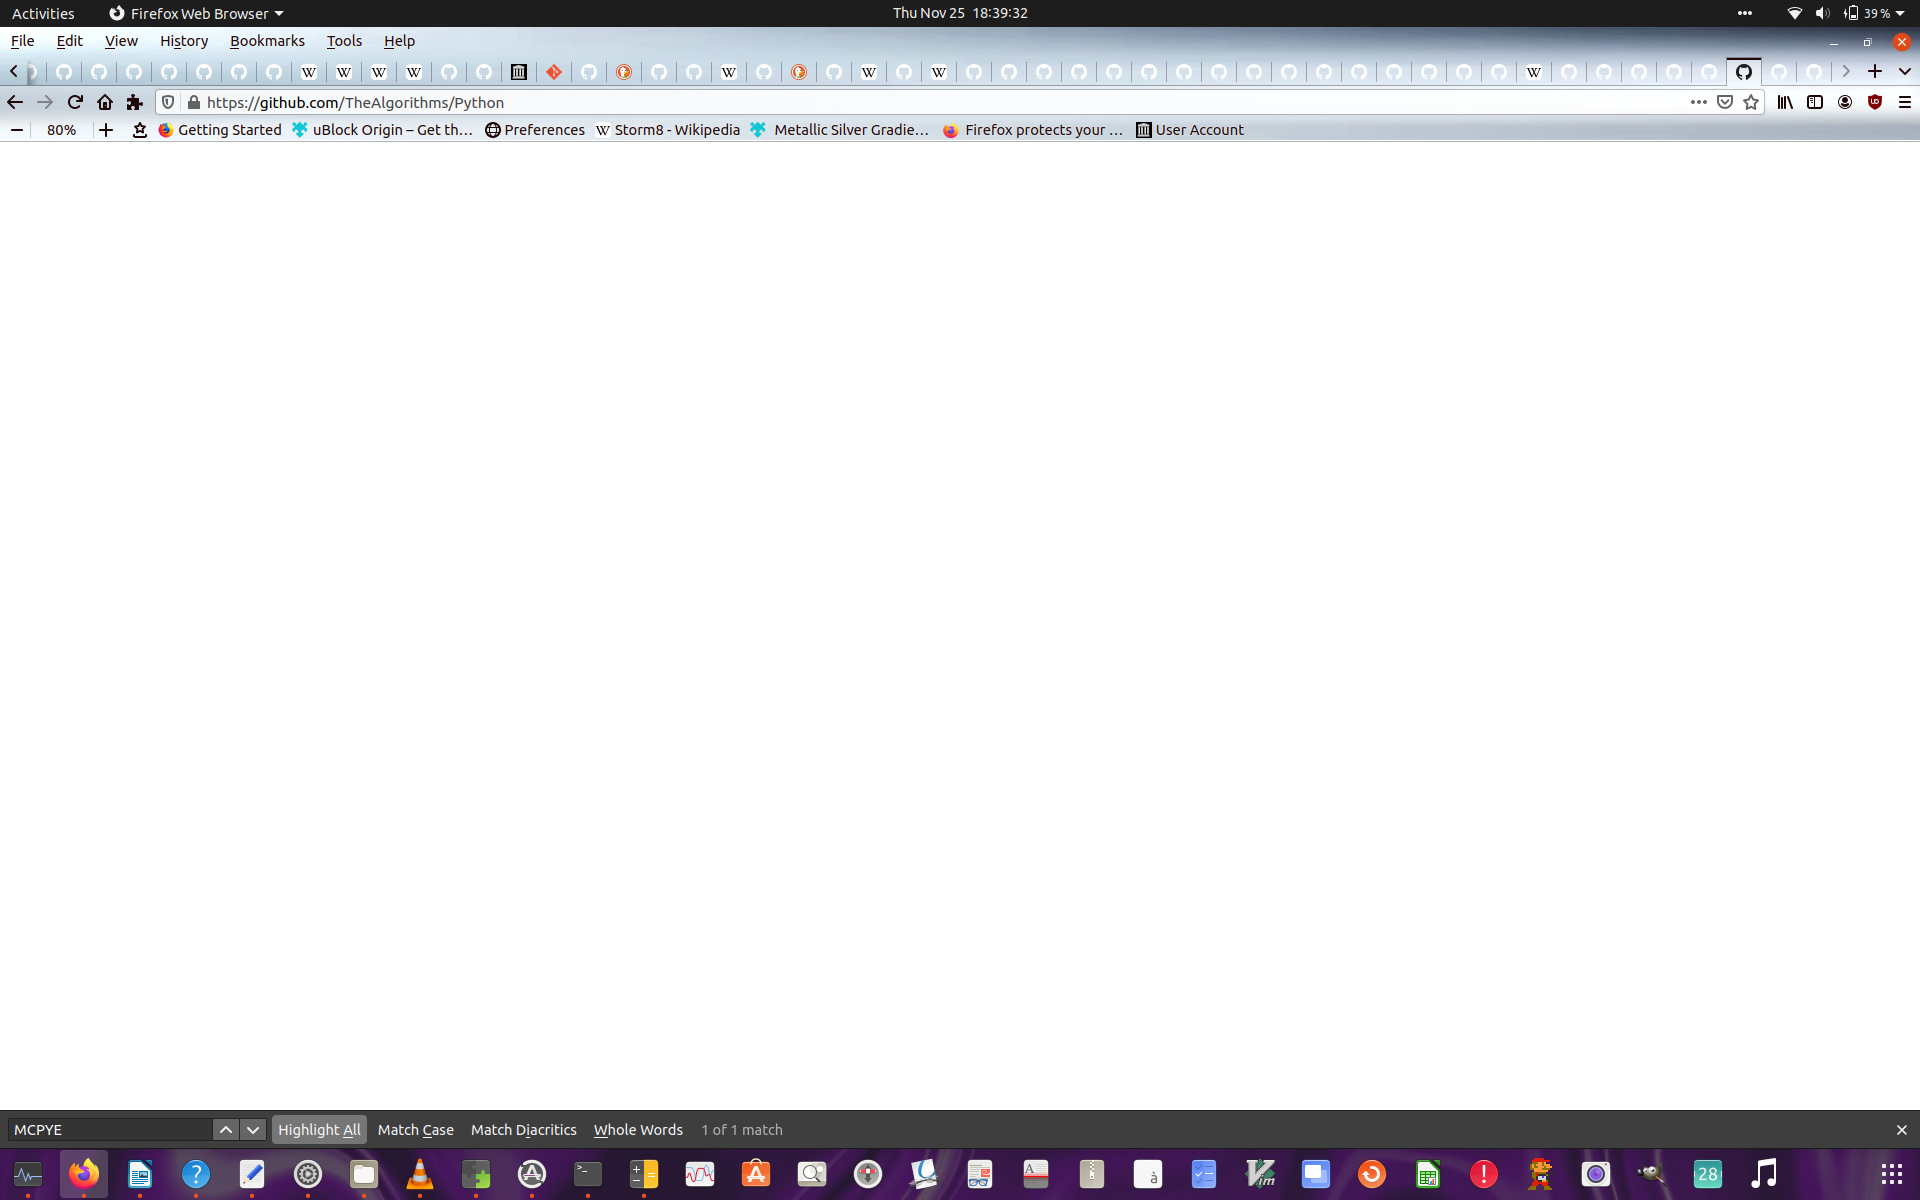 Activities Firefox Web Browser Thu Nov 25 18:39:32 39 %
File Edit View History Bookmarks Tools Help
https://github.com/TheAlgorithms/Python
80% Getting Started uBlock Origin – Get th… Preferences Storm8 - Wikipedia Metallic Silver Gradie… Firefox protects your … User Account
MCPYE Highlight All Match Case Match Diacritics Whole Words 1 of 1 match
28